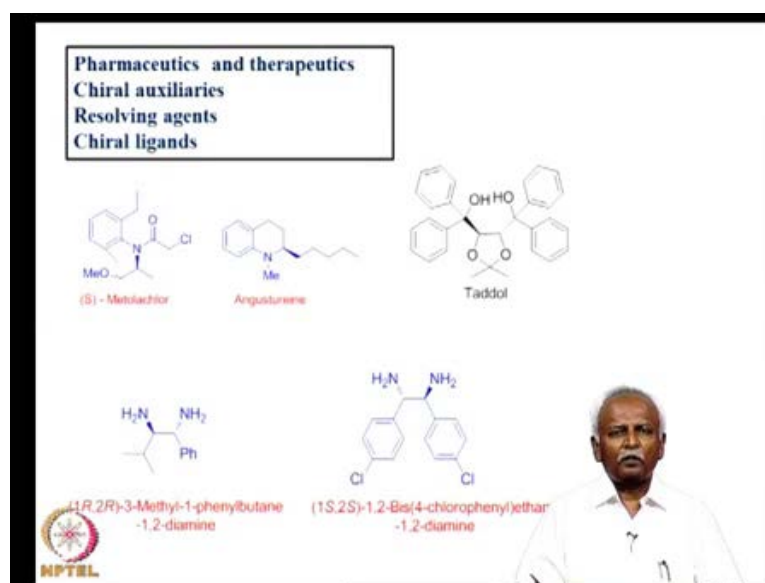 Pharmaceutics and therapeutics
Chiral auxiliaries
Resolving agents
Chiral ligands
OH HO
O
N
Cl
MeO
N
Me
O O
(S) - Metolachlor
Angustureine
Taddol
H₂N NH₂
Ph
H₂N NH₂
Cl
Cl
(1R,2R)-3-Methyl-1-phenylbutane
-1,2-diamine
(1S,2S)-1,2-Bis(4-chlorophenyl)ethan
-1,2-diamine
NPTEL